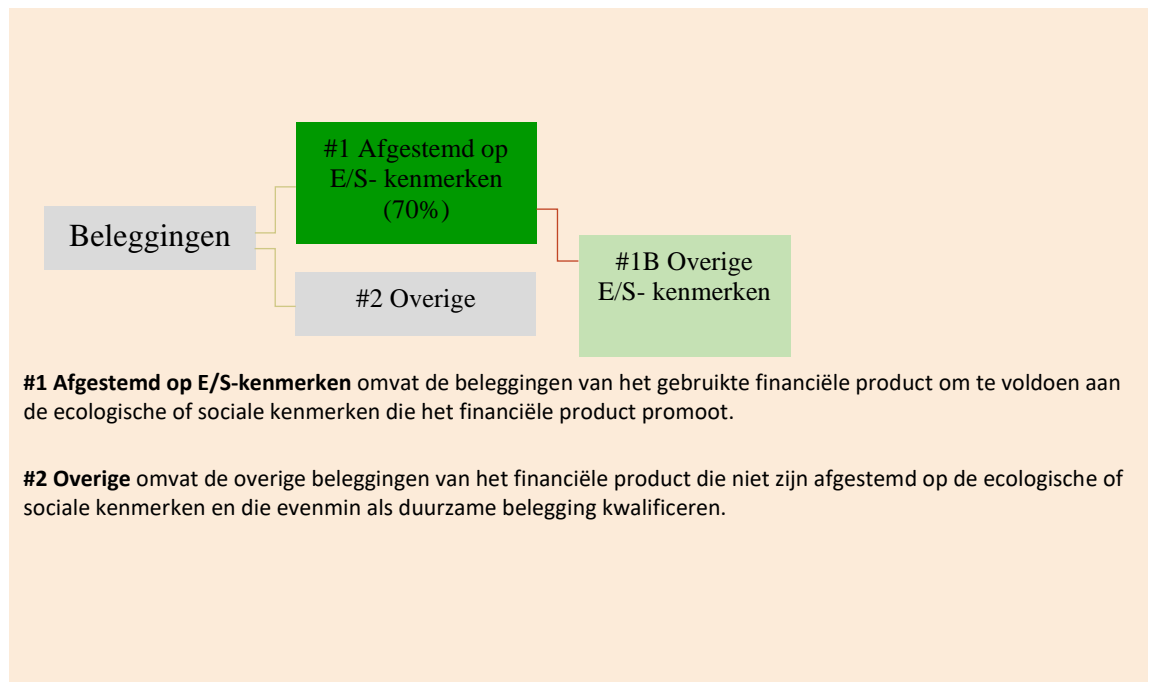 #1 Afgestemd op
E/S- kenmerken
(70%)
Beleggingen
#2 Overige
#1B Overige
E/S- kenmerken
#1 Afgestemd op E/S-kenmerken omvat de beleggingen van het gebruikte financiële product om te voldoen aan
de ecologische of sociale kenmerken die het financiële product promoot.
#2 Overige omvat de overige beleggingen van het financiële product die niet zijn afgestemd op de ecologische of
sociale kenmerken en die evenmin als duurzame belegging kwalificeren.